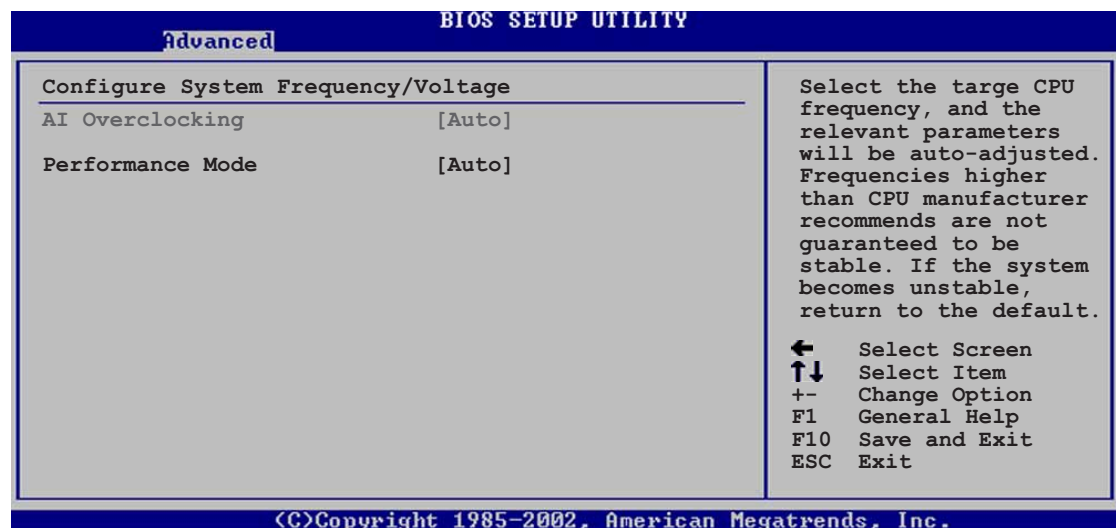 BIOS SETUP UTILITY
Advanced
Configure System Frequency/Voltage
AI Overclocking [Auto]
Performance Mode [Auto]
Select the targe CPU
frequency, and the
relevant parameters
will be auto-adjusted.
Frequencies higher
than CPU manufacturer
recommends are not
guaranteed to be
stable. If the system
becomes unstable,
return to the default.
← Select Screen
↑↓ Select Item
+- Change Option
F1 General Help
F10 Save and Exit
ESC Exit
(C)Copyright 1985-2002, American Megatrends, Inc.